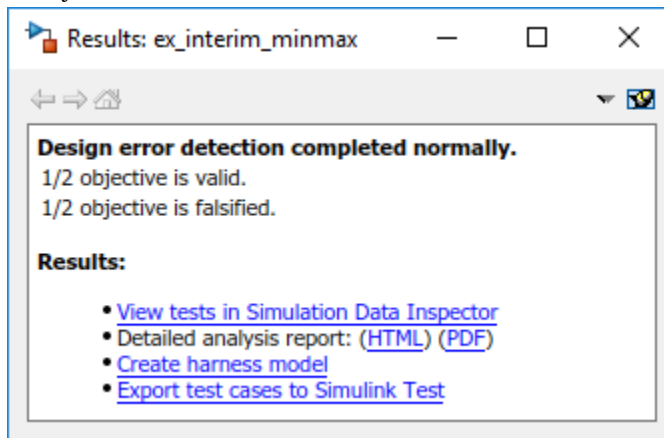 Results: ex_interim_minmax
Design error detection completed normally.
1/2 objective is valid.
1/2 objective is falsified.
Results:
• View tests in Simulation Data Inspector
• Detailed analysis report: (HTML) (PDF)
• Create harness model
• Export test cases to Simulink Test